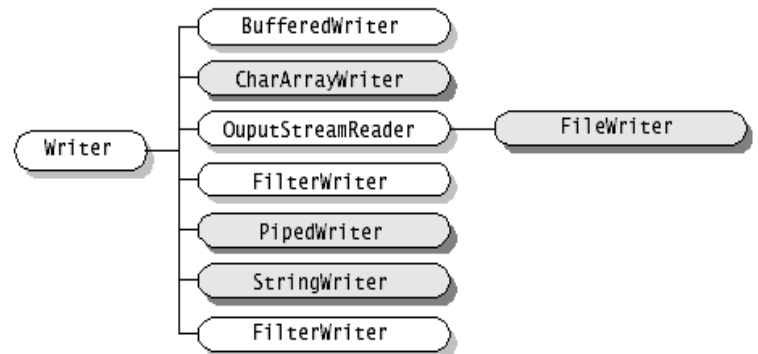 BufferedWriter
CharArrayWriter
OuputStreamReader
FileWriter
Writer
FilterWriter
PipedWriter
StringWriter
FilterWriter